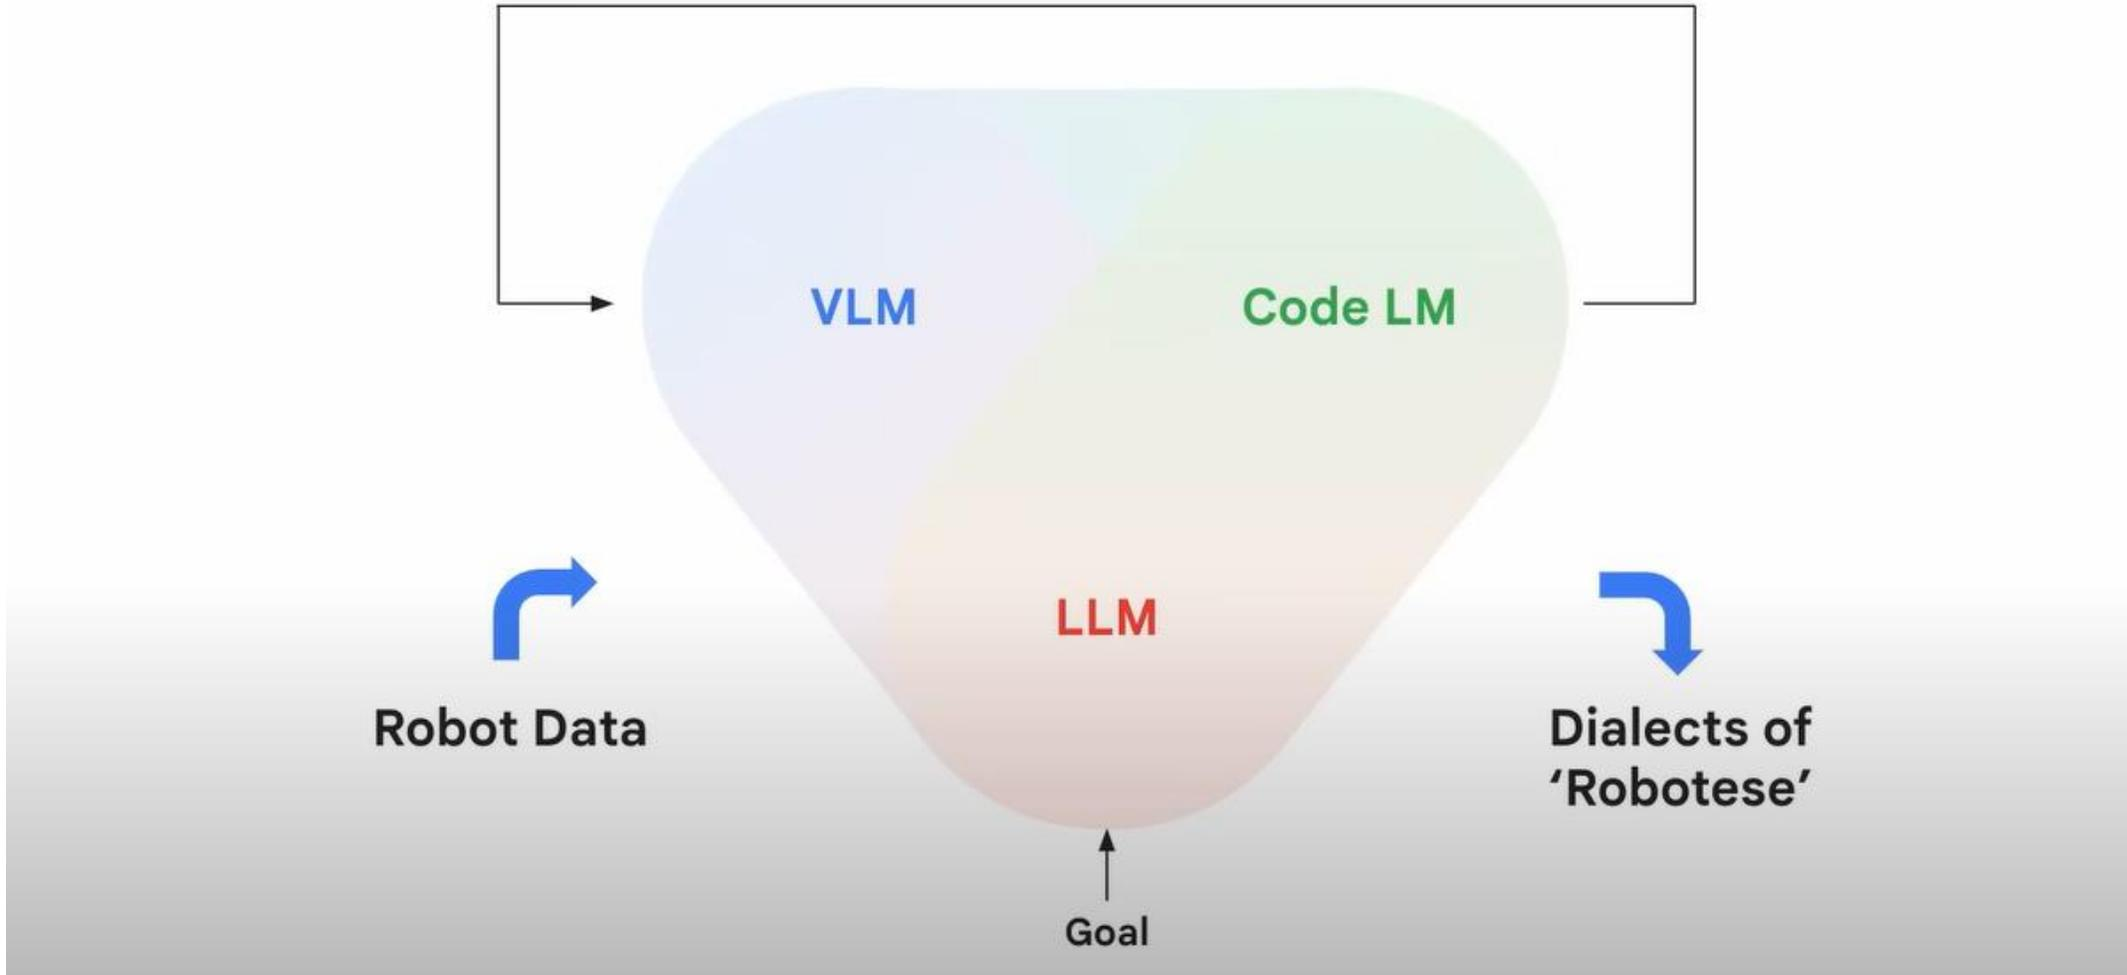 VLM
Code LM
LLM
Robot Data
Dialects of
‘Robotese’
Goal